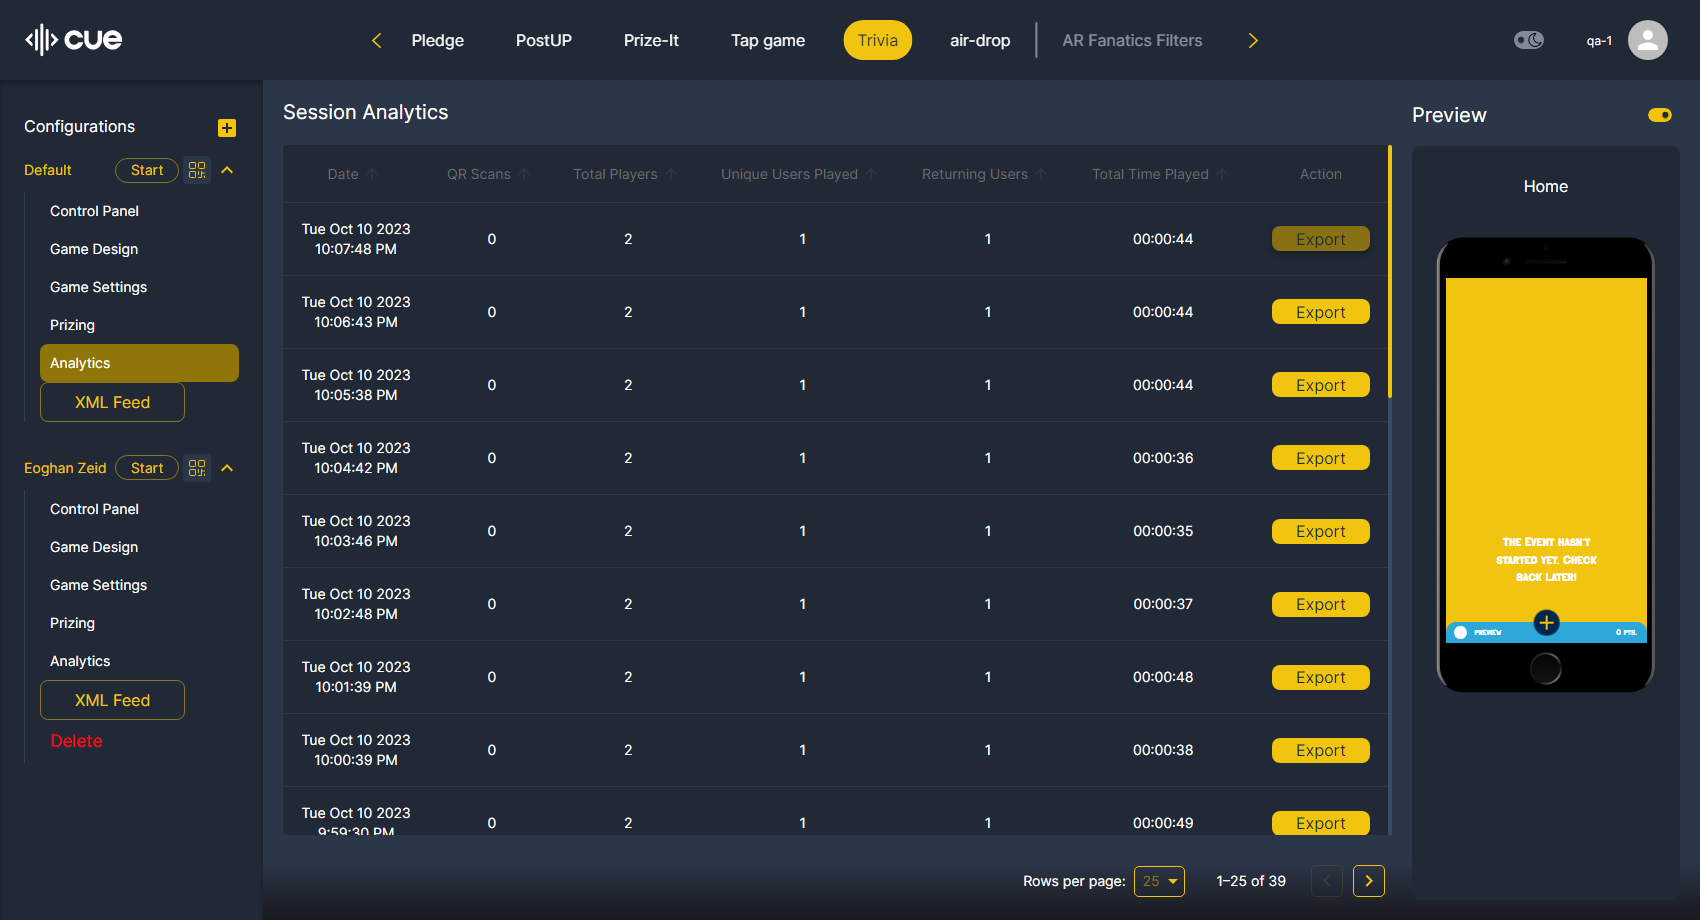 cue
Pledge
PostUP
Prize-It
Tap game
Trivia
air-drop
AR Fanatics Filters
qa-1
Configurations
Default
Start
Control Panel
Game Design
Game Settings
Prizing
Analytics
XML Feed
Eoghan Zeid
Start
Control Panel
Game Design
Game Settings
Prizing
Analytics
XML Feed
Delete
Session Analytics
Date QR Scans Total Players Unique Users Played Returning Users Total Time Played Action
Tue Oct 10 2023
10:07:48 PM 0 2 1 1 00:00:44 Export
Tue Oct 10 2023
10:06:43 PM 0 2 1 1 00:00:44 Export
Tue Oct 10 2023
10:05:38 PM 0 2 1 1 00:00:44 Export
Tue Oct 10 2023
10:04:42 PM 0 2 1 1 00:00:36 Export
Tue Oct 10 2023
10:03:46 PM 0 2 1 1 00:00:35 Export
Tue Oct 10 2023
10:02:48 PM 0 2 1 1 00:00:37 Export
Tue Oct 10 2023
10:01:39 PM 0 2 1 1 00:00:48 Export
Tue Oct 10 2023
10:00:39 PM 0 2 1 1 00:00:38 Export
Tue Oct 10 2023
9:59:30 PM 0 2 1 1 00:00:49 Export
Rows per page: 25 1–25 of 39
Preview
Home
The Event hasn't
started yet. Check
back later!
Preview 0 pts.